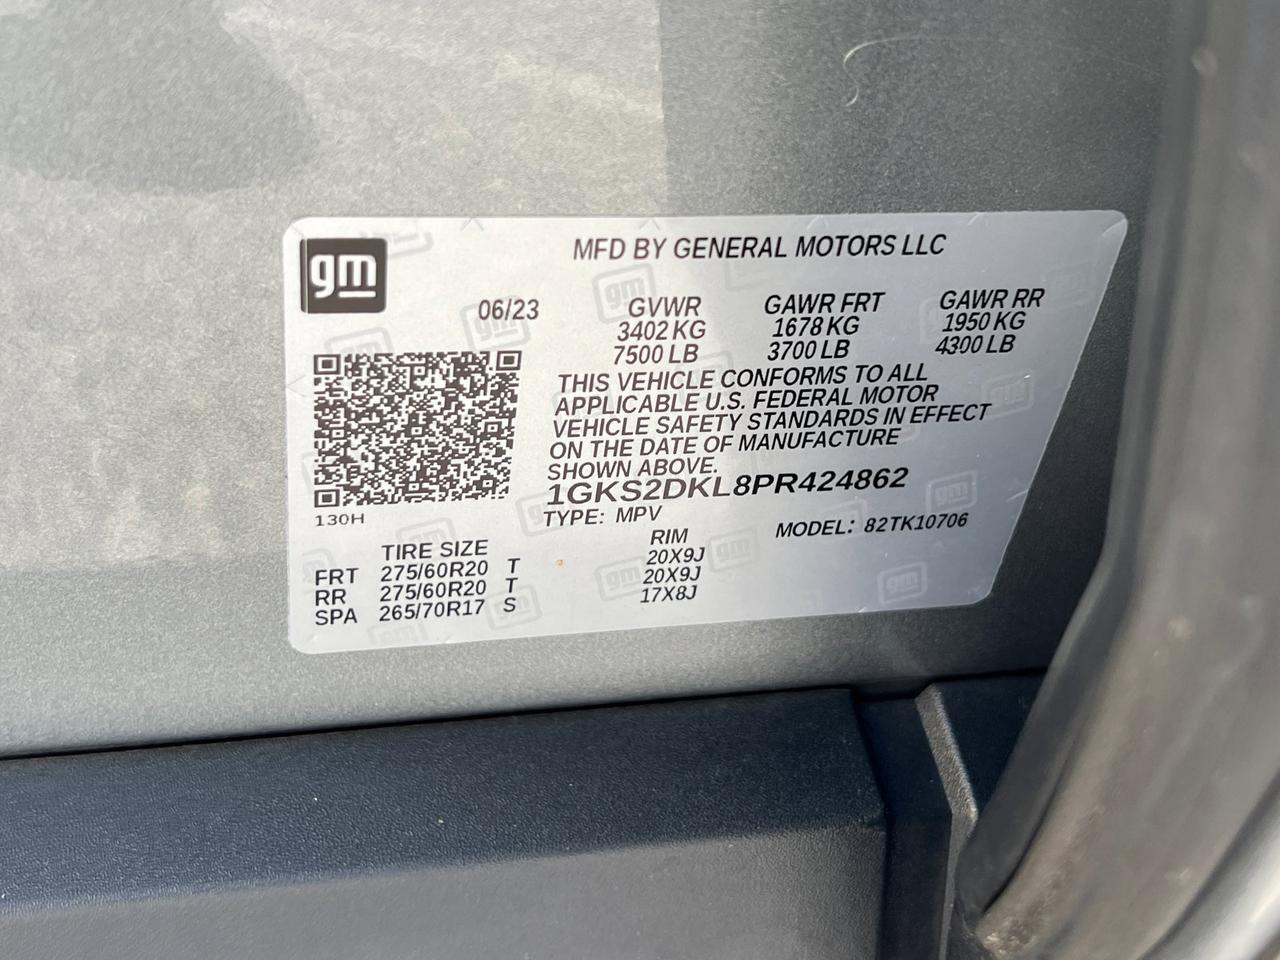 gm
MFD BY GENERAL MOTORS LLC
06/23
GVWR GAWR FRT GAWR RR
3402 KG 1678 KG 1950 KG
7500 LB 3700 LB 4300 LB
THIS VEHICLE CONFORMS TO ALL
APPLICABLE U.S. FEDERAL MOTOR
VEHICLE SAFETY STANDARDS IN EFFECT
ON THE DATE OF MANUFACTURE
SHOWN ABOVE.
1GKS2DKL8PR424862
130H
TYPE: MPV MODEL: 82TK10706
TIRE SIZE RIM
FRT 275/60R20 T 20X9J
RR 275/60R20 T 20X9J
SPA 265/70R17 S 17X8J